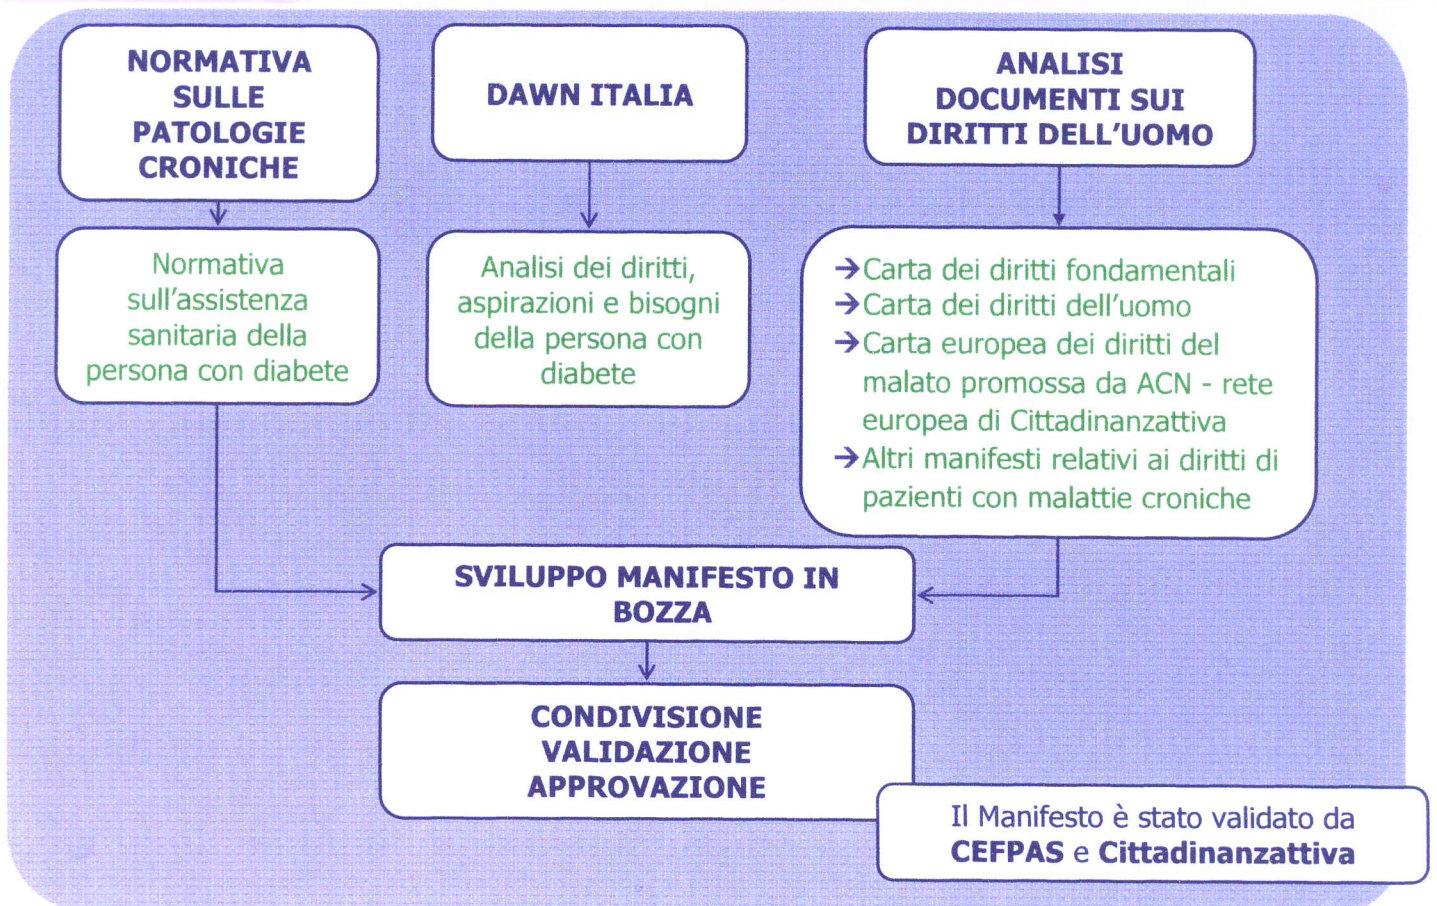 NORMATIVA
SULLE
PATOLOGIE
CRONICHE
DAWN ITALIA
ANALISI
DOCUMENTI SUI
DIRITTI DELL'UOMO
Normativa
sull'assistenza
sanitaria della
persona con diabete
Analisi dei diritti,
aspirazioni e bisogni
della persona con
diabete
→Carta dei diritti fondamentali
→Carta dei diritti dell'uomo
→Carta europea dei diritti del
malato promossa da ACN - rete
europea di Cittadinanzattiva
→Altri manifesti relativi ai diritti di
pazienti con malattie croniche
SVILUPPO MANIFESTO IN
BOZZA
CONDIVISIONE
VALIDAZIONE
APPROVAZIONE
Il Manifesto è stato validato da
CEFPAS e Cittadinanzattiva